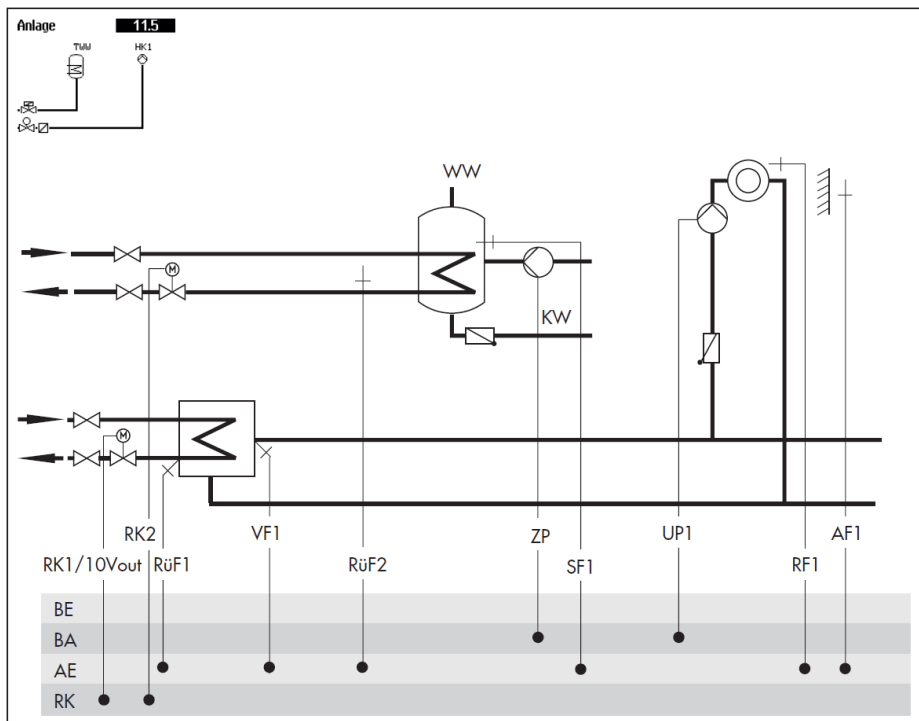 Anlage 11.5
TWW HK1
WW
M
KW
M
RK2 VF1 ZP UP1 AF1
RK1/10Vout RüF1 RüF2 SF1 RF1
BE
BA
AE
RK